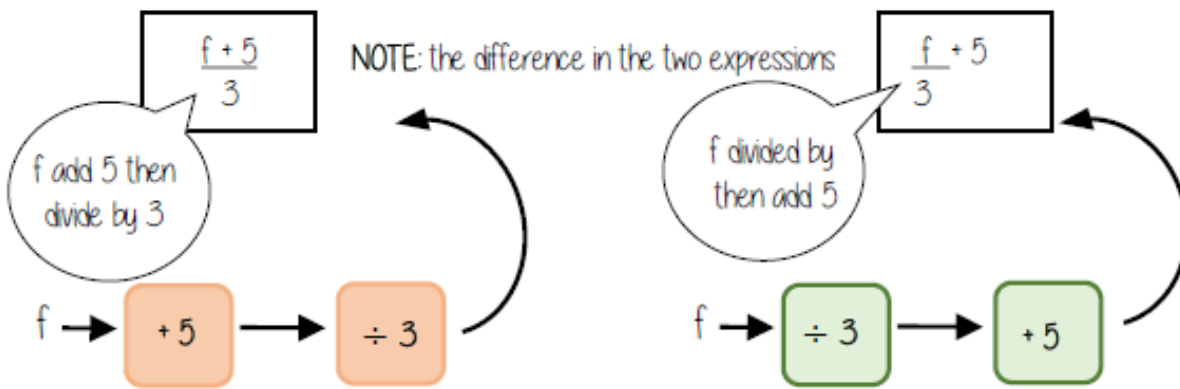 f + 5
3
NOTE: the difference in the two expressions
f + 5
3
f add 5 then
divide by 3
f divided by
then add 5
f
+ 5
÷ 3
f
÷ 3
+ 5